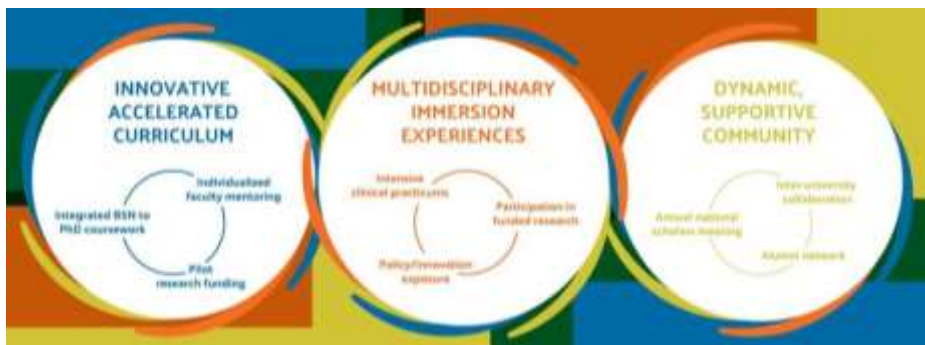 INNOVATIVE
ACCELERATED
CURRICULUM
Individualized
faculty mentoring
Integrated BSN to
PhD coursework
Pilot
research funding
MULTIDISCIPLINARY
IMMERSION
EXPERIENCES
Intensive
clinical practicums
Participation in
funded research
Policy/innovation
exposure
DYNAMIC,
SUPPORTIVE
COMMUNITY
Inter-university
collaboration
Annual national
scholars meeting
Alumni network